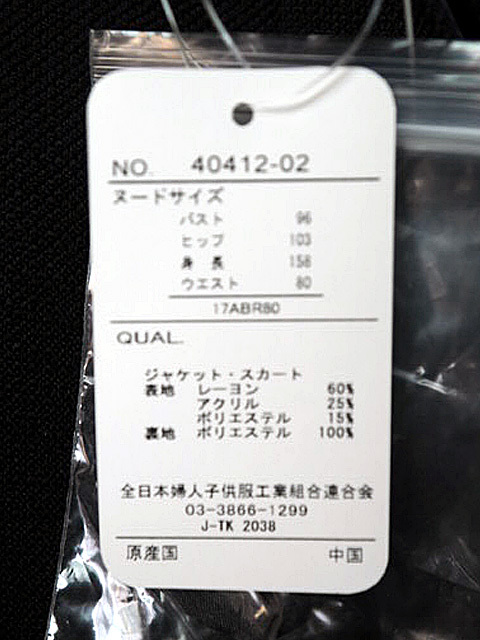 NO. 40412-02
ヌードサイズ
バスト 96
ヒップ 103
身長 158
ウエスト 80
17ABR80
QUAL.
ジャケット・スカート
表地 レーヨン 60%
アクリル 25%
ポリエステル 15%
裏地 ポリエステル 100%
全日本婦人子供服工業組合連合会
03-3866-1299
J-TK 2038
原産国 中国